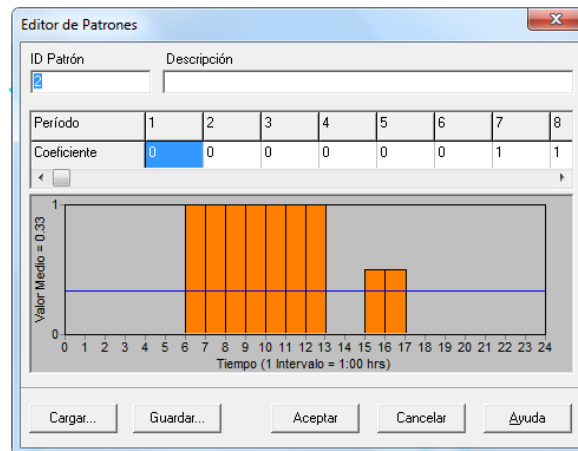 Editor de Patrones
ID Patrón Descripción
2
Período 1 2 3 4 5 6 7 8
Coeficiente 0 0 0 0 0 0 1 1
1
Valor Medio = 0.33
0
0 1 2 3 4 5 6 7 8 9 10 11 12 13 14 15 16 17 18 19 20 21 22 23 24
Tiempo (1 Intervalo = 1:00 hrs)
Cargar... Guardar... Aceptar Cancelar Ayuda